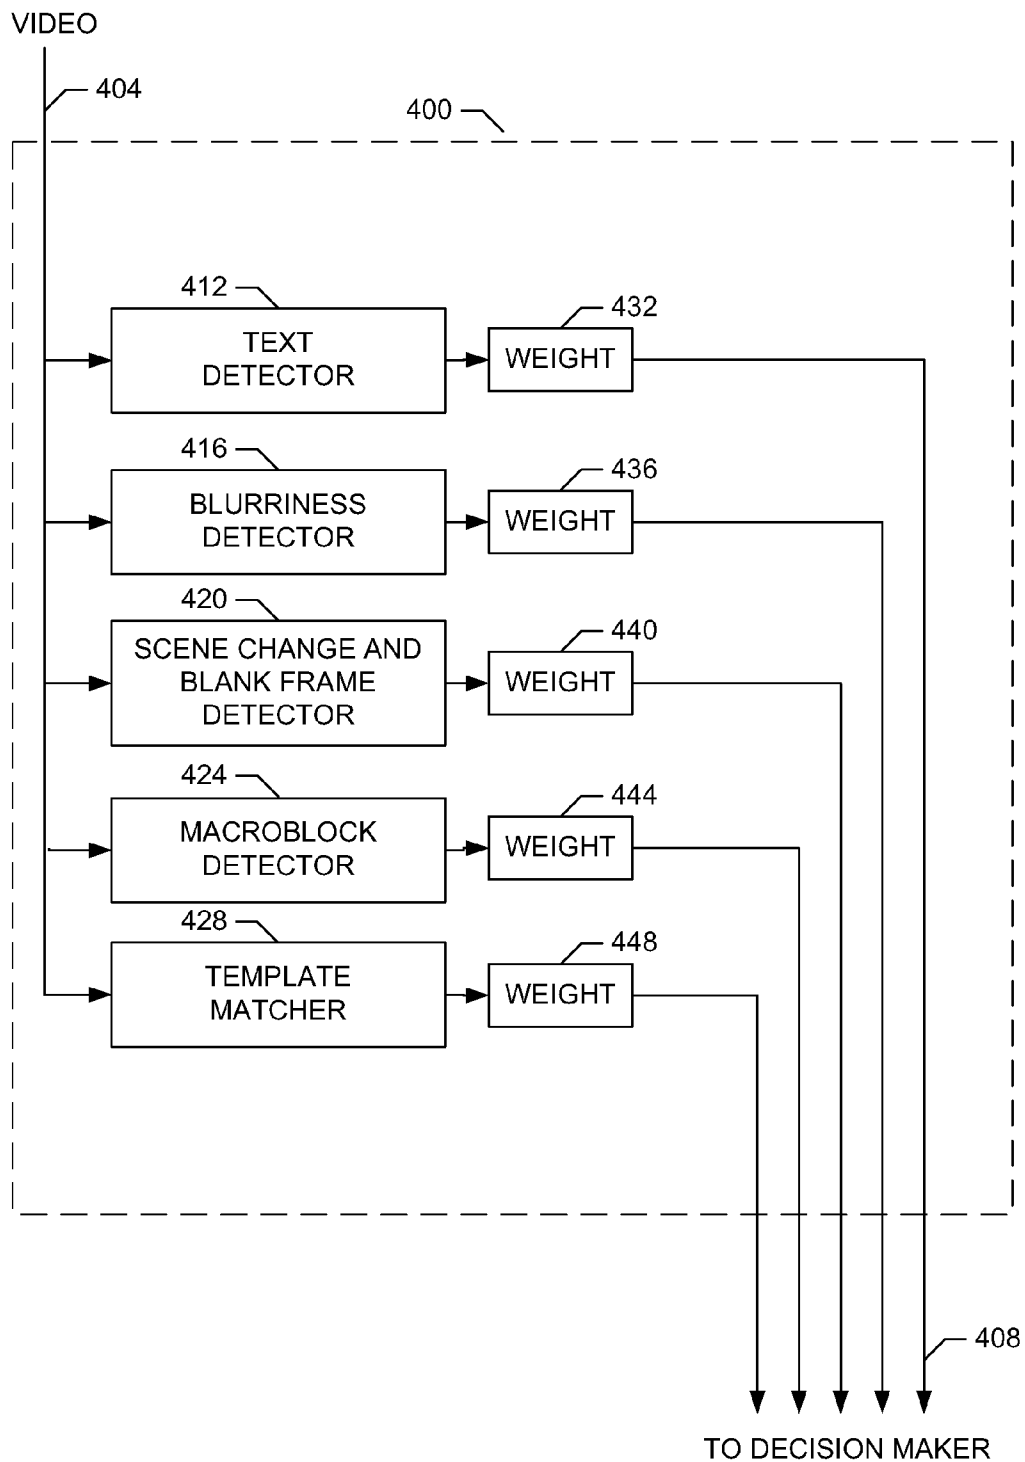 VIDEO
404
400
412
TEXT
DETECTOR
432
WEIGHT
416
BLURRINESS
DETECTOR
436
WEIGHT
420
SCENE CHANGE AND
BLANK FRAME
DETECTOR
440
WEIGHT
424
MACROBLOCK
DETECTOR
444
WEIGHT
428
TEMPLATE
MATCHER
448
WEIGHT
408
TO DECISION MAKER